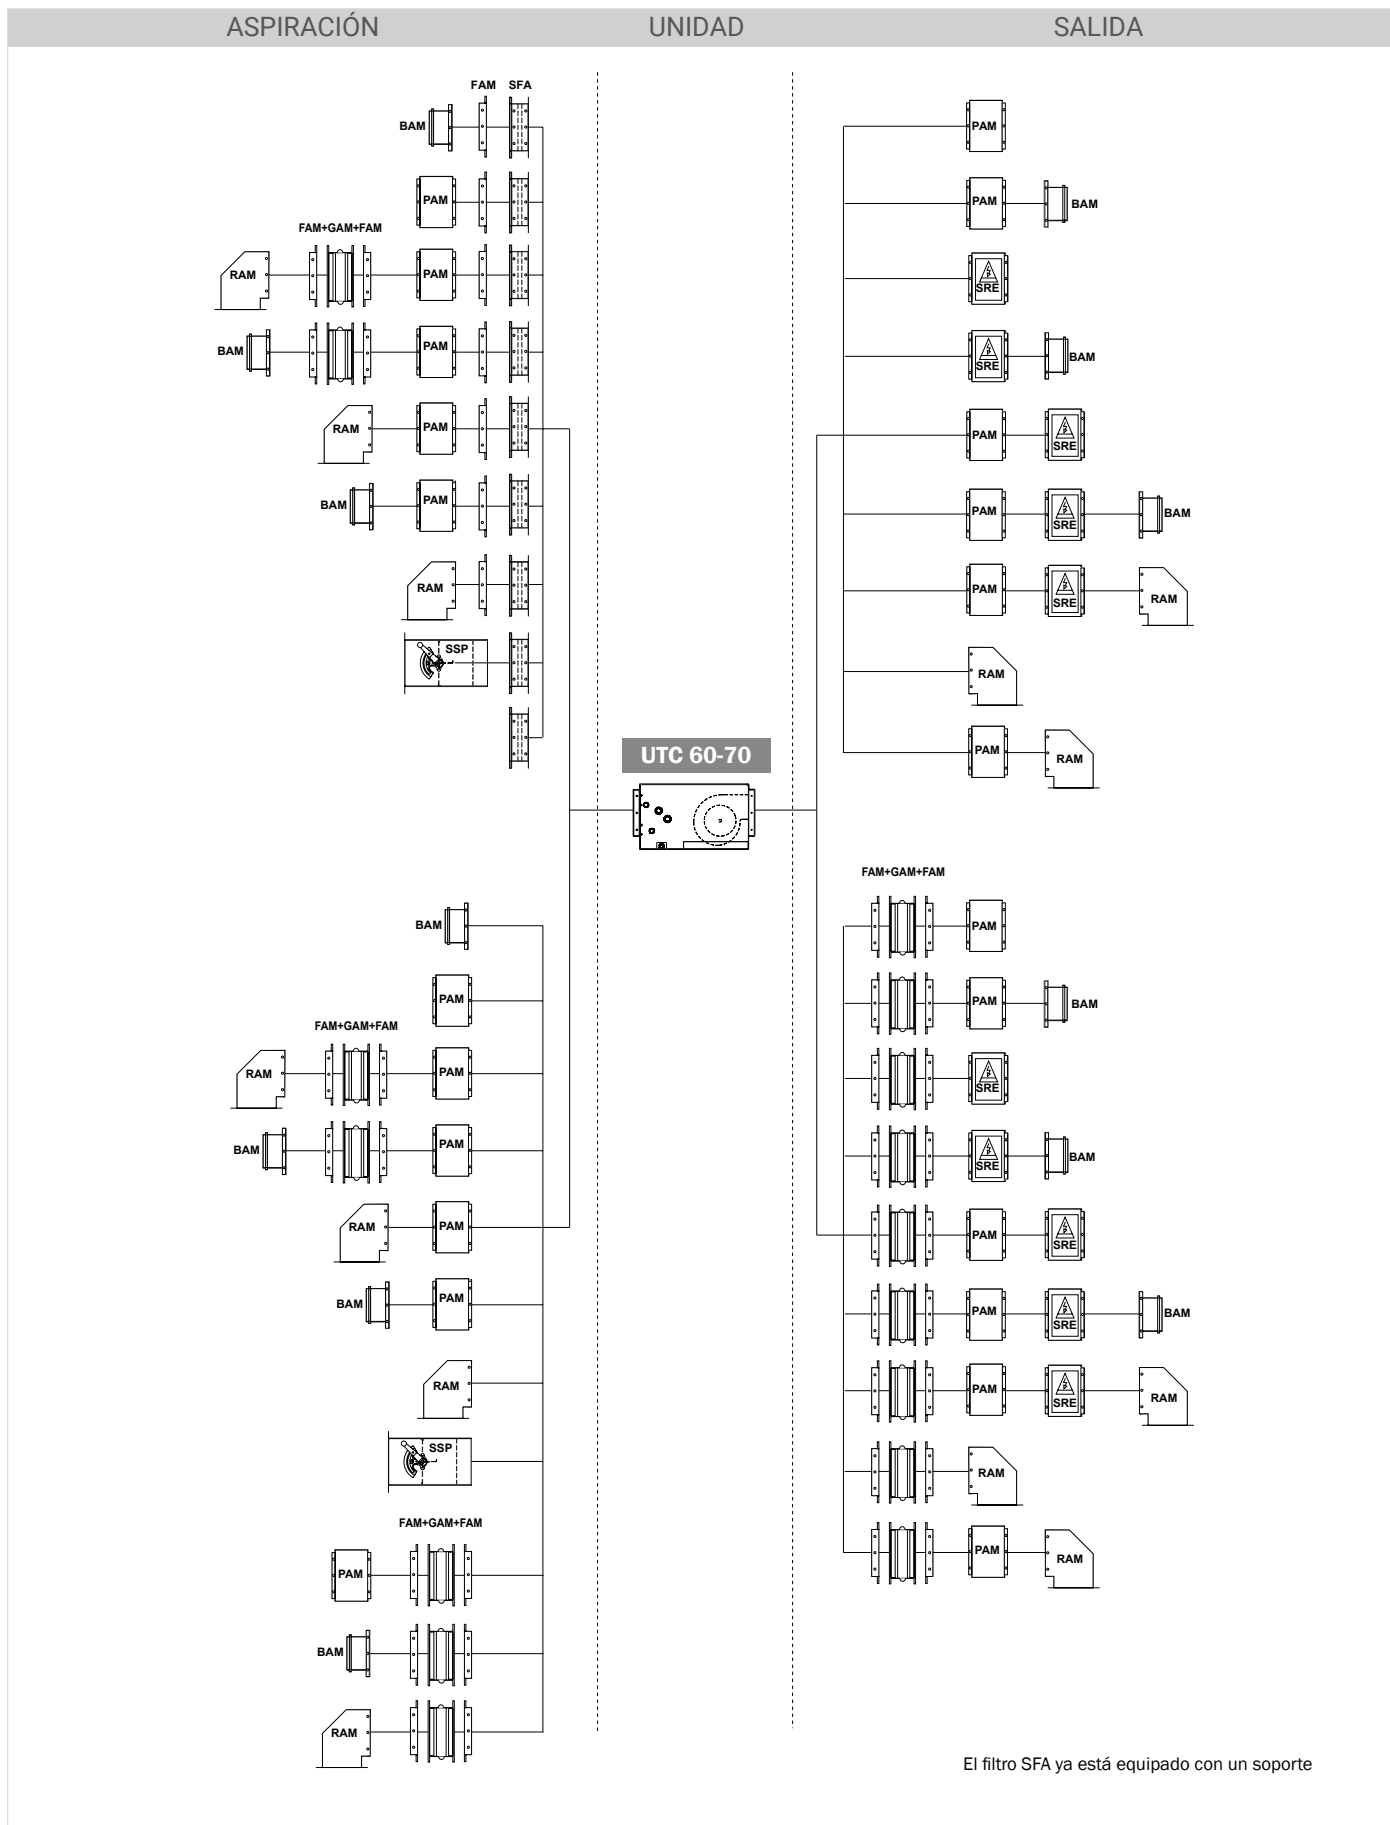 ASPIRACIÓN UNIDAD SALIDA
FAM SFA
BAM
PAM
FAM+GAM+FAM
RAM PAM
BAM PAM
RAM PAM
BAM PAM
RAM
SSP
PAM
PAM BAM
SRE
SRE BAM
PAM SRE
PAM SRE BAM
PAM SRE RAM
RAM
PAM RAM
UTC 60-70
BAM
PAM
FAM+GAM+FAM
RAM PAM
BAM PAM
RAM PAM
BAM PAM
RAM
SSP
FAM+GAM+FAM
PAM
BAM
RAM
FAM+GAM+FAM
PAM
PAM BAM
SRE
SRE BAM
PAM SRE
PAM SRE BAM
PAM SRE RAM
RAM
PAM RAM
El filtro SFA ya está equipado con un soporte